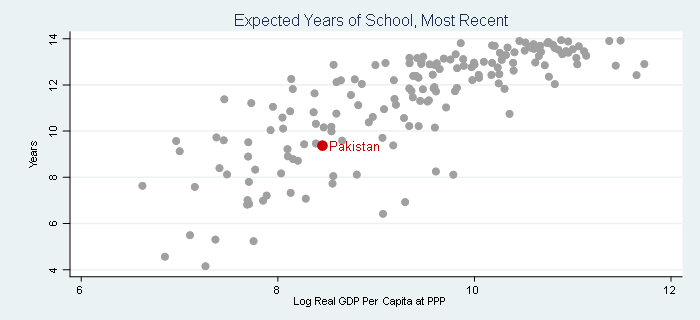 Expected Years of School, Most Recent
14
12
10
8
6
4
Years
Pakistan
6 8 10 12
Log Real GDP Per Capita at PPP